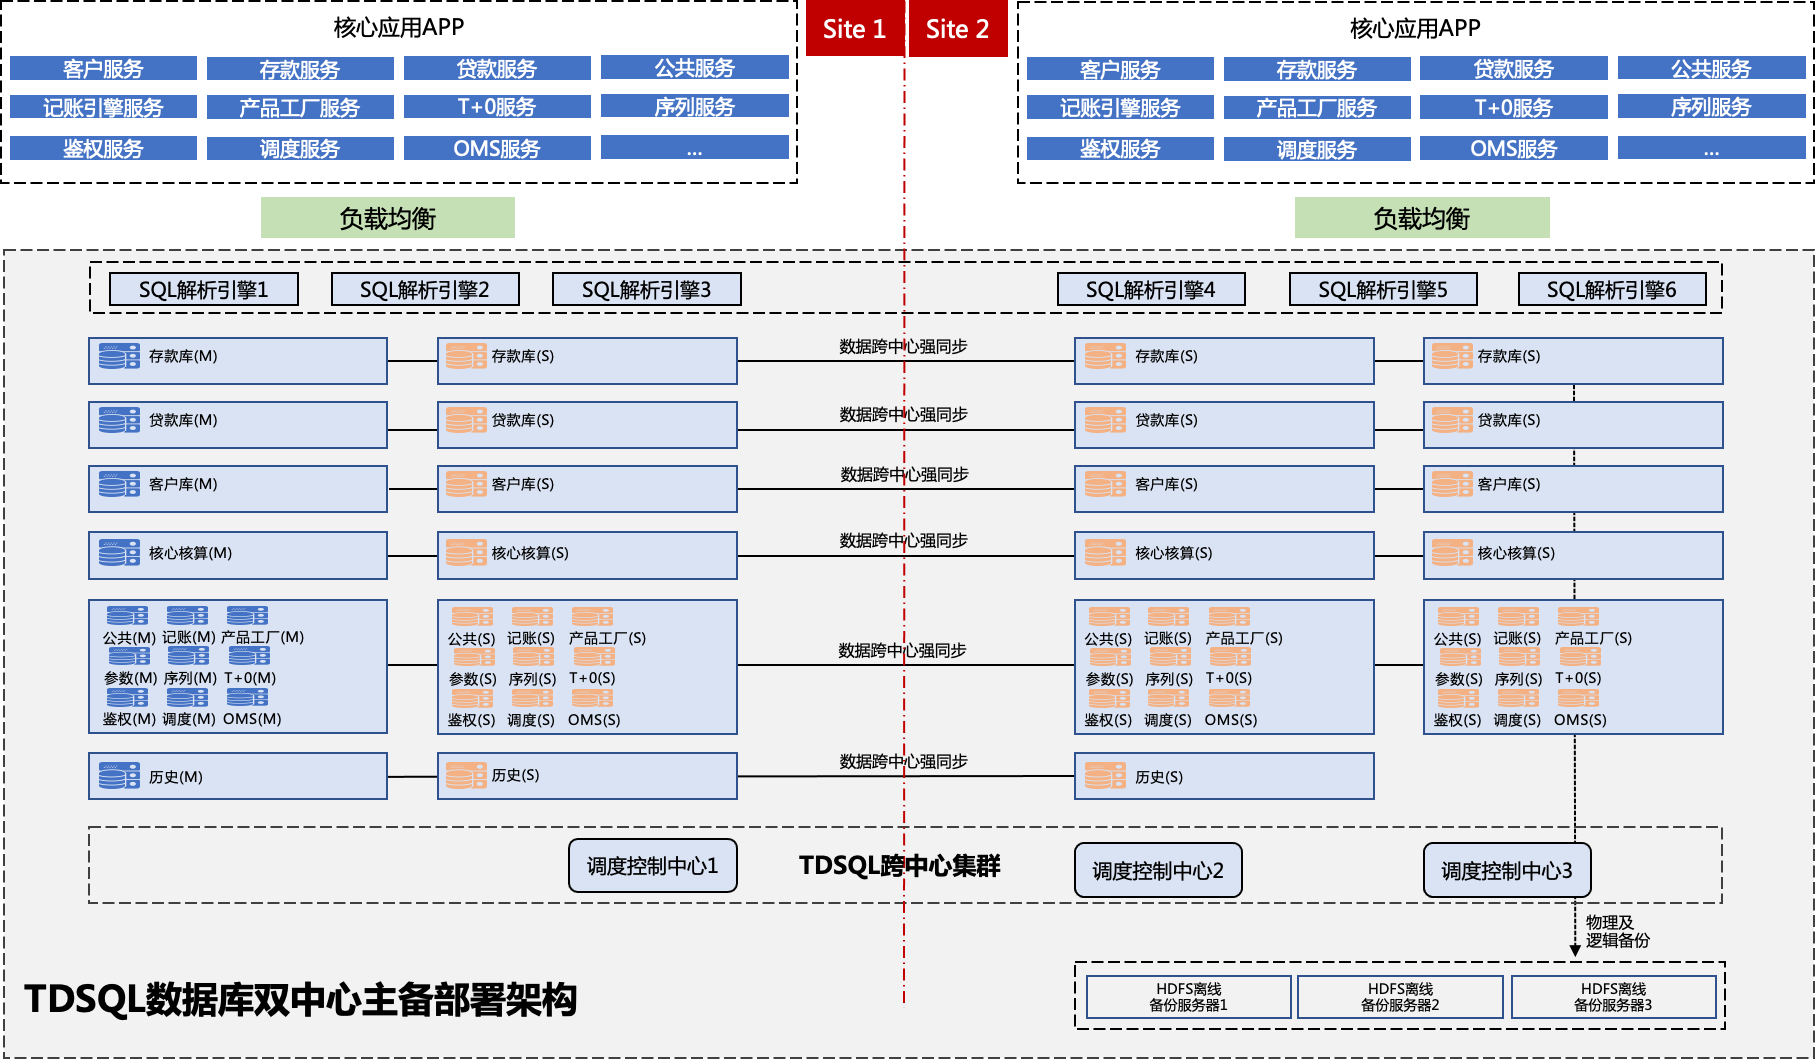 核心应用APP
客户服务 存款服务 贷款服务 公共服务
记账引擎服务 产品工厂服务 T+0服务 序列服务
鉴权服务 调度服务 OMS服务 ...
Site 1 Site 2
核心应用APP
客户服务 存款服务 贷款服务 公共服务
记账引擎服务 产品工厂服务 T+0服务 序列服务
鉴权服务 调度服务 OMS服务 ...
负载均衡 负载均衡
SQL解析引擎1 SQL解析引擎2 SQL解析引擎3 SQL解析引擎4 SQL解析引擎5 SQL解析引擎6
存款库(M) 存款库(S) 数据跨中心强同步 存款库(S) 存款库(S)
贷款库(M) 贷款库(S) 数据跨中心强同步 贷款库(S) 贷款库(S)
客户库(M) 客户库(S) 数据跨中心强同步 客户库(S) 客户库(S)
核心核算(M) 核心核算(S) 数据跨中心强同步 核心核算(S) 核心核算(S)
公共(M) 记账(M) 产品工厂(M)
参数(M) 序列(M) T+0(M)
鉴权(M) 调度(M) OMS(M)
公共(S) 记账(S) 产品工厂(S)
参数(S) 序列(S) T+0(S)
鉴权(S) 调度(S) OMS(S)
数据跨中心强同步
公共(S) 记账(S) 产品工厂(S)
参数(S) 序列(S) T+0(S)
鉴权(S) 调度(S) OMS(S)
公共(S) 记账(S) 产品工厂(S)
参数(S) 序列(S) T+0(S)
鉴权(S) 调度(S) OMS(S)
历史(M) 历史(S) 数据跨中心强同步 历史(S)
调度控制中心1 TDSQL跨中心集群 调度控制中心2 调度控制中心3
物理及
逻辑备份
TDSQL数据库双中心主备部署架构
HDFS离线
备份服务器1
HDFS离线
备份服务器2
HDFS离线
备份服务器3